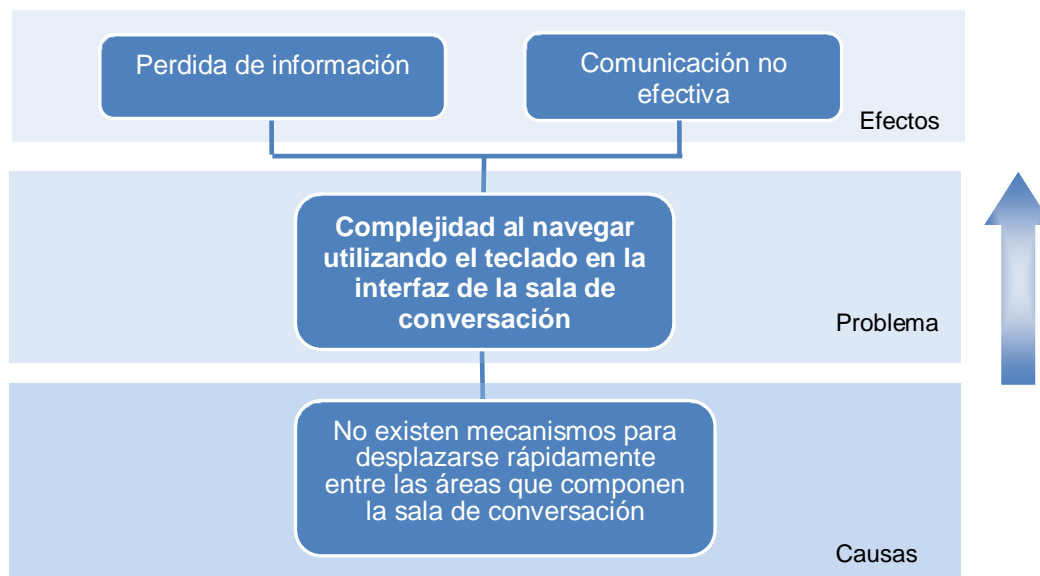 Perdida de información
Comunicación no
efectiva
Efectos
Complejidad al navegar
utilizando el teclado en la
interfaz de la sala de
conversación
Problema
No existen mecanismos para
desplazarse rápidamente
entre las áreas que componen
la sala de conversación
Causas